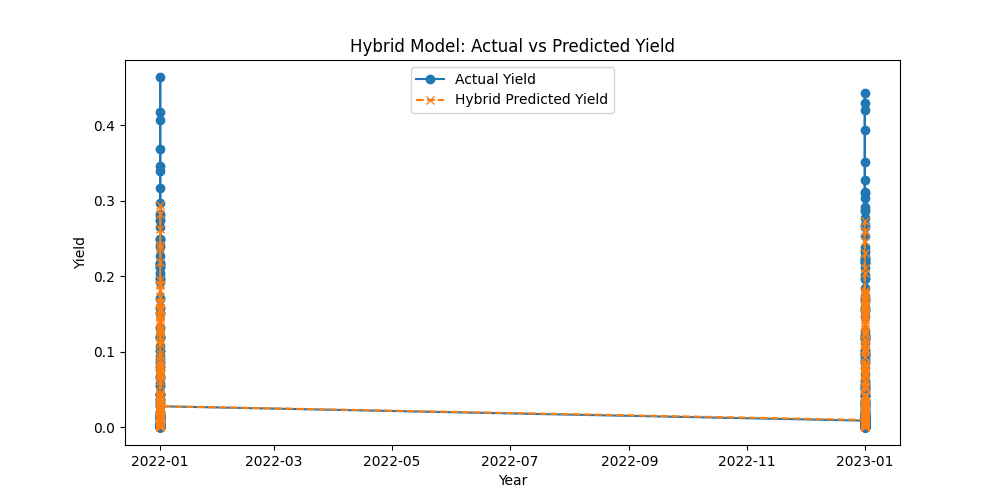 Hybrid Model: Actual vs Predicted Yield
Actual Yield
Hybrid Predicted Yield
Yield
0.4
0.3
0.2
0.1
0.0
2022-01 2022-03 2022-05 2022-07 2022-09 2022-11 2023-01
Year